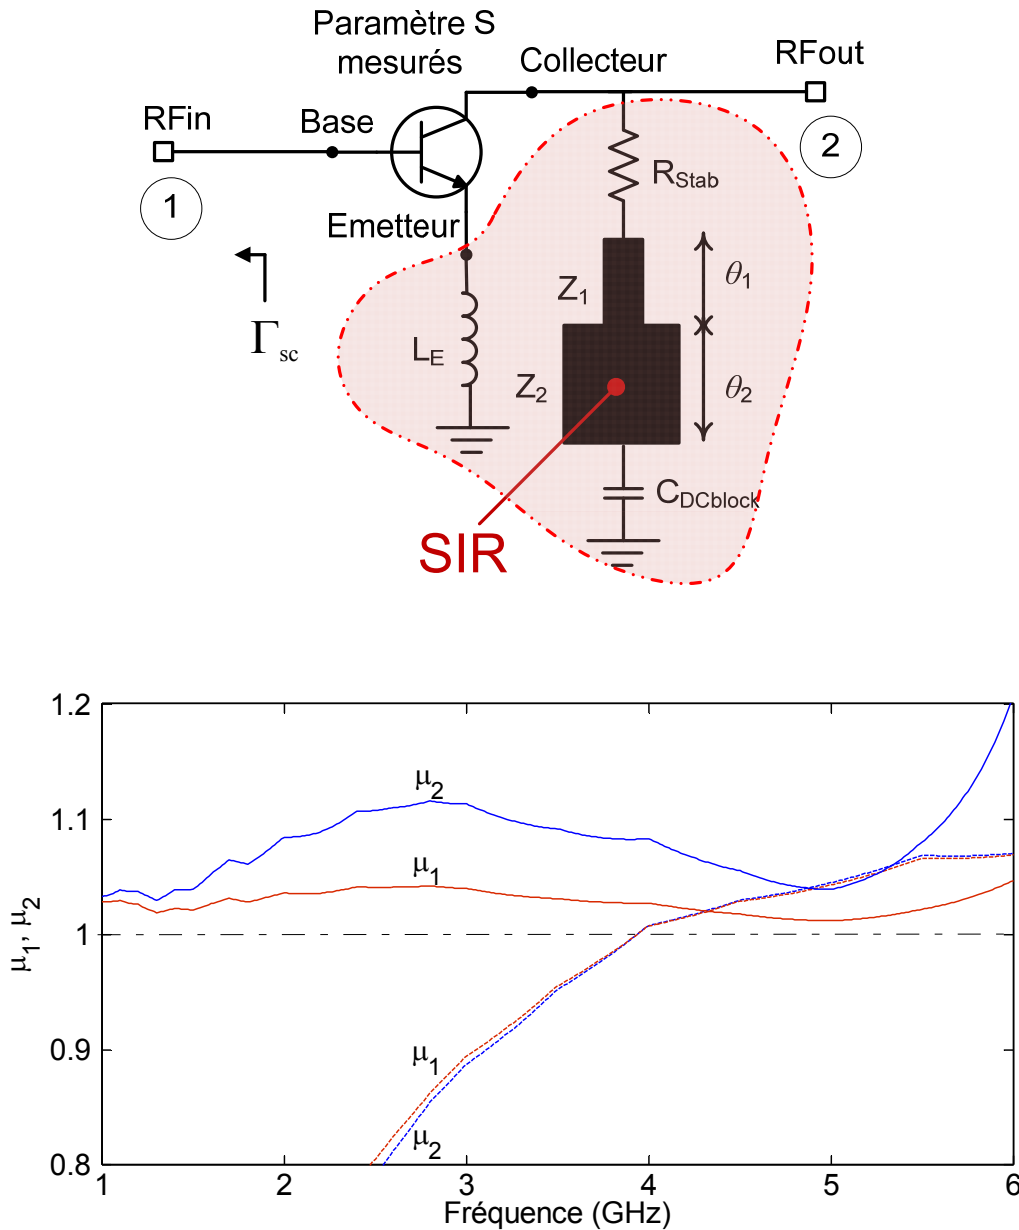 Paramètre S
mesurés
Collecteur
RFout
RFin
Base
2
1
RStab
Emetteur
Z1
θ1
Γsc
LE
Z2
θ2
CDCblock
SIR
1.2
1.1
1
0.9
0.8
μ1, μ2
μ2
μ1
μ1
μ2
1 2 3 4 5 6
Fréquence (GHz)